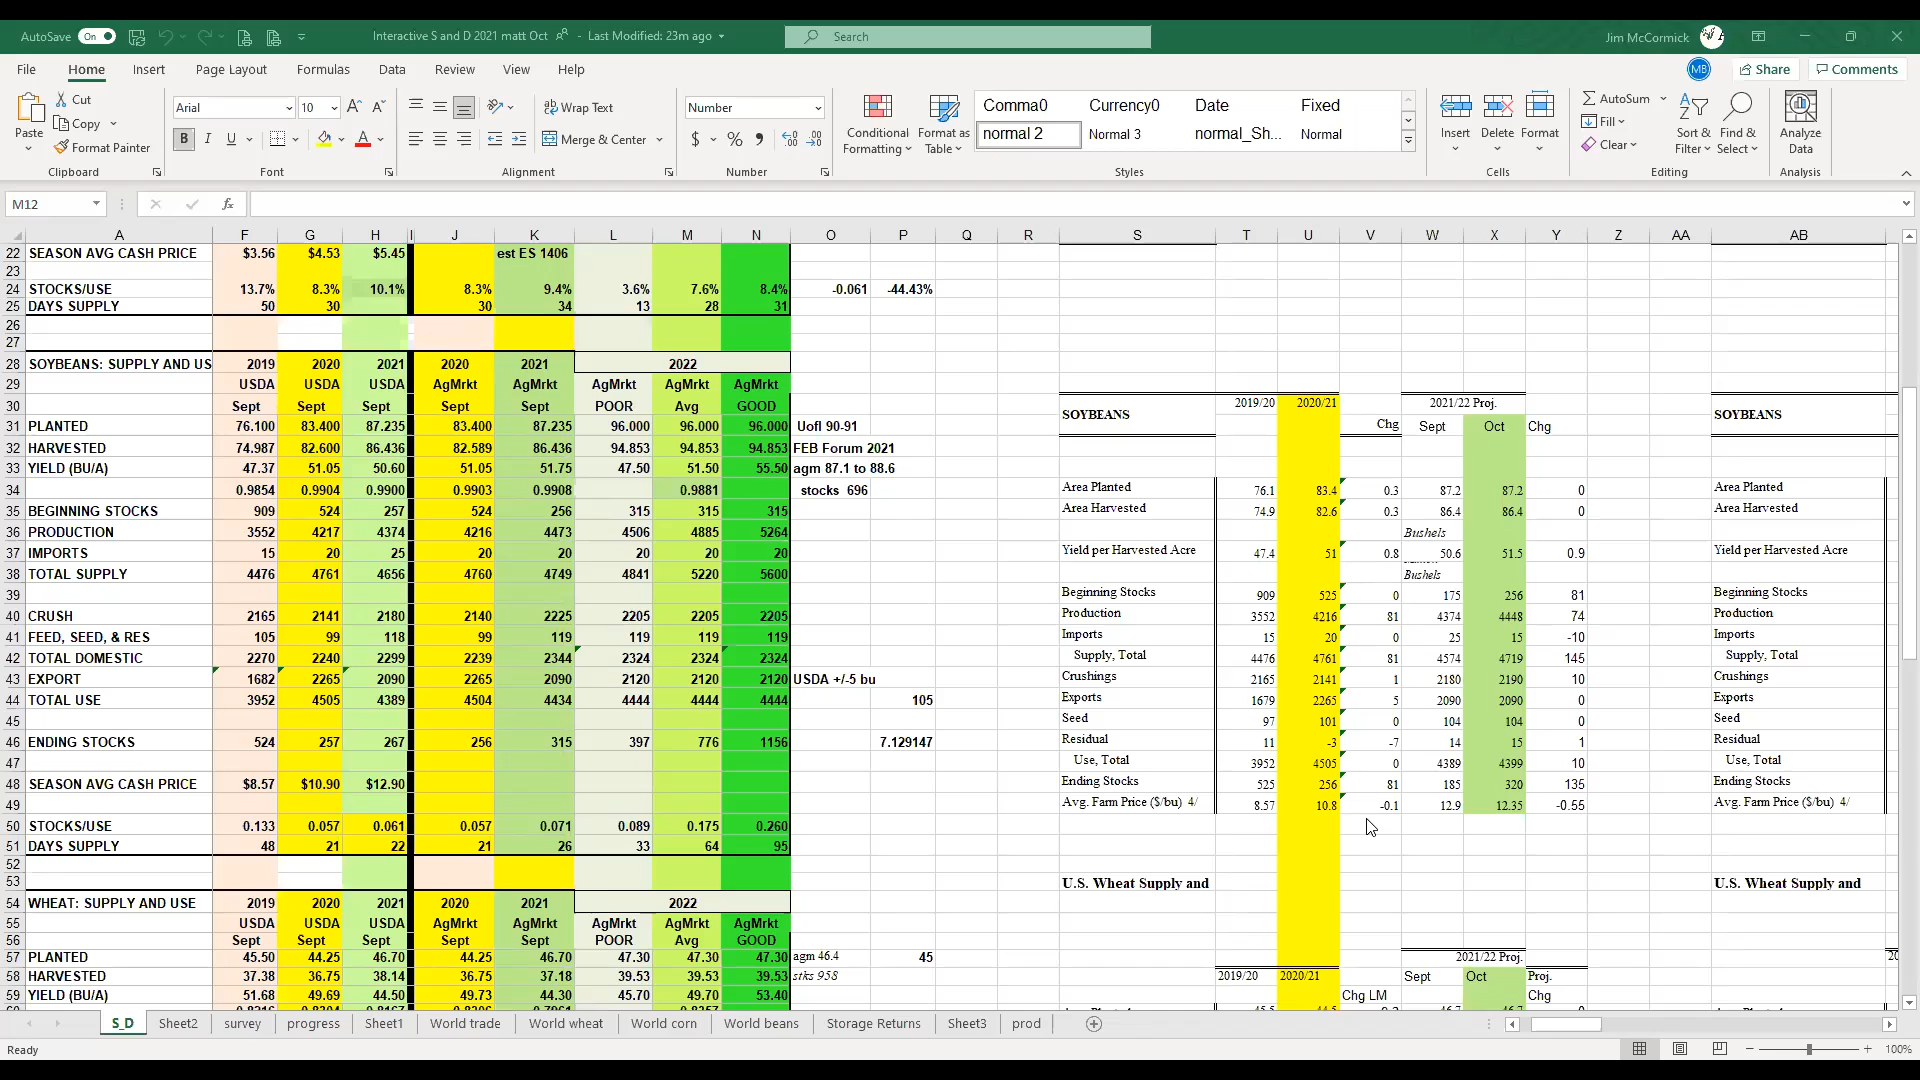 AutoSave On Interactive S and D 2021 matt Oct - Last Modified: 23m ago Search Jim McCormick
File Home Insert Page Layout Formulas Data Review View Help MB Share Comments
Paste Cut Copy Format Painter Clipboard
Arial 10 B I U Font
Wrap Text Merge & Center Alignment
Number $ % Number
Conditional Formatting Format as Table Comma0 Currency0 Date Fixed normal 2 Normal 3 normal_Sh... Normal Styles
Insert Delete Format Cells
AutoSum Fill Clear Sort & Filter Find & Select Editing
Analyze Data Analysis
M12 fx
A F G H I J K L M N O P Q R S T U V W X Y Z AA AB
22 SEASON AVG CASH PRICE $3.56 $4.53 $5.45 est ES 1406
23
24 STOCKS/USE 13.7% 8.3% 10.1% 8.3% 9.4% 3.6% 7.6% 8.4% -0.061 -44.43%
25 DAYS SUPPLY 50 30 30 34 13 28 31
26
27
28 SOYBEANS: SUPPLY AND US 2019 2020 2021 2020 2021 2022
29 USDA USDA USDA AgMrkt AgMrkt AgMrkt AgMrkt AgMrkt
30 Sept Sept Sept Sept Sept POOR Avg GOOD SOYBEANS 2019/20 2020/21 2021/22 Proj. SOYBEANS
31 PLANTED 76.100 83.400 87.235 83.400 87.235 96.000 96.000 96.000 UofI 90-91 Chg Sept Oct Chg
32 HARVESTED 74.987 82.600 86.436 82.589 86.436 94.853 94.853 94.853 FEB Forum 2021
33 YIELD (BU/A) 47.37 51.05 50.60 51.05 51.75 47.50 51.50 55.50 agm 87.1 to 88.6
34 0.9854 0.9904 0.9900 0.9903 0.9908 0.9881 stocks 696 Area Planted 76.1 83.4 0.3 87.2 87.2 0 Area Planted
35 BEGINNING STOCKS 909 524 257 524 256 315 315 315 Area Harvested 74.9 82.6 0.3 86.4 86.4 0 Area Harvested
36 PRODUCTION 3552 4217 4374 4216 4473 4506 4885 5264 Bushels
37 IMPORTS 15 20 25 20 20 20 20 20 Yield per Harvested Acre 47.4 51 0.8 50.6 51.5 0.9 Yield per Harvested Acre
38 TOTAL SUPPLY 4476 4761 4656 4760 4749 4841 5220 5600 Bushels
39 Beginning Stocks 909 525 0 175 256 81 Beginning Stocks
40 CRUSH 2165 2141 2180 2140 2225 2205 2205 2205 Production 3552 4216 81 4374 4448 74 Production
41 FEED, SEED, & RES 105 99 118 99 119 119 119 119 Imports 15 20 0 25 15 -10 Imports
42 TOTAL DOMESTIC 2270 2240 2299 2239 2344 2324 2324 2324 Supply, Total 4476 4761 81 4574 4719 145 Supply, Total
43 EXPORT 1682 2265 2090 2265 2090 2120 2120 2120 USDA +/-5 bu Crushings 2165 2141 1 2180 2190 10 Crushings
44 TOTAL USE 3952 4505 4389 4504 4434 4444 4444 4444 105 Exports 1679 2265 5 2090 2090 0 Exports
45 Seed 97 101 0 104 104 0 Seed
46 ENDING STOCKS 524 257 267 256 315 397 776 1156 7.129147 Residual 11 -3 -7 14 15 1 Residual
47 Use, Total 3952 4505 0 4389 4399 10 Use, Total
48 SEASON AVG CASH PRICE $8.57 $10.90 $12.90 Ending Stocks 525 256 81 185 320 135 Ending Stocks
49 Avg. Farm Price ($/bu) 4/ 8.57 10.8 -0.1 12.9 12.35 -0.55 Avg. Farm Price ($/bu) 4/
50 STOCKS/USE 0.133 0.057 0.061 0.057 0.071 0.089 0.175 0.260
51 DAYS SUPPLY 48 21 22 21 26 33 64 95
52
53 U.S. Wheat Supply and U.S. Wheat Supply and
54 WHEAT: SUPPLY AND USE 2019 2020 2021 2020 2021 2022
55 USDA USDA USDA AgMrkt AgMrkt AgMrkt AgMrkt AgMrkt
56 Sept Sept Sept Sept Sept POOR Avg GOOD
57 PLANTED 45.50 44.25 46.70 44.25 46.70 47.30 47.30 47.30 agm 46.4 45 2021/22 Proj.
58 HARVESTED 37.38 36.75 38.14 36.75 37.18 39.53 39.53 39.53 stks 958 2019/20 2020/21 Sept Oct Proj.
59 YIELD (BU/A) 51.68 49.69 44.50 49.73 44.30 45.70 49.70 53.40 Chg LM Chg
S_D Sheet2 survey progress Sheet1 World trade World wheat World corn World beans Storage Returns Sheet3 prod
Ready 100%